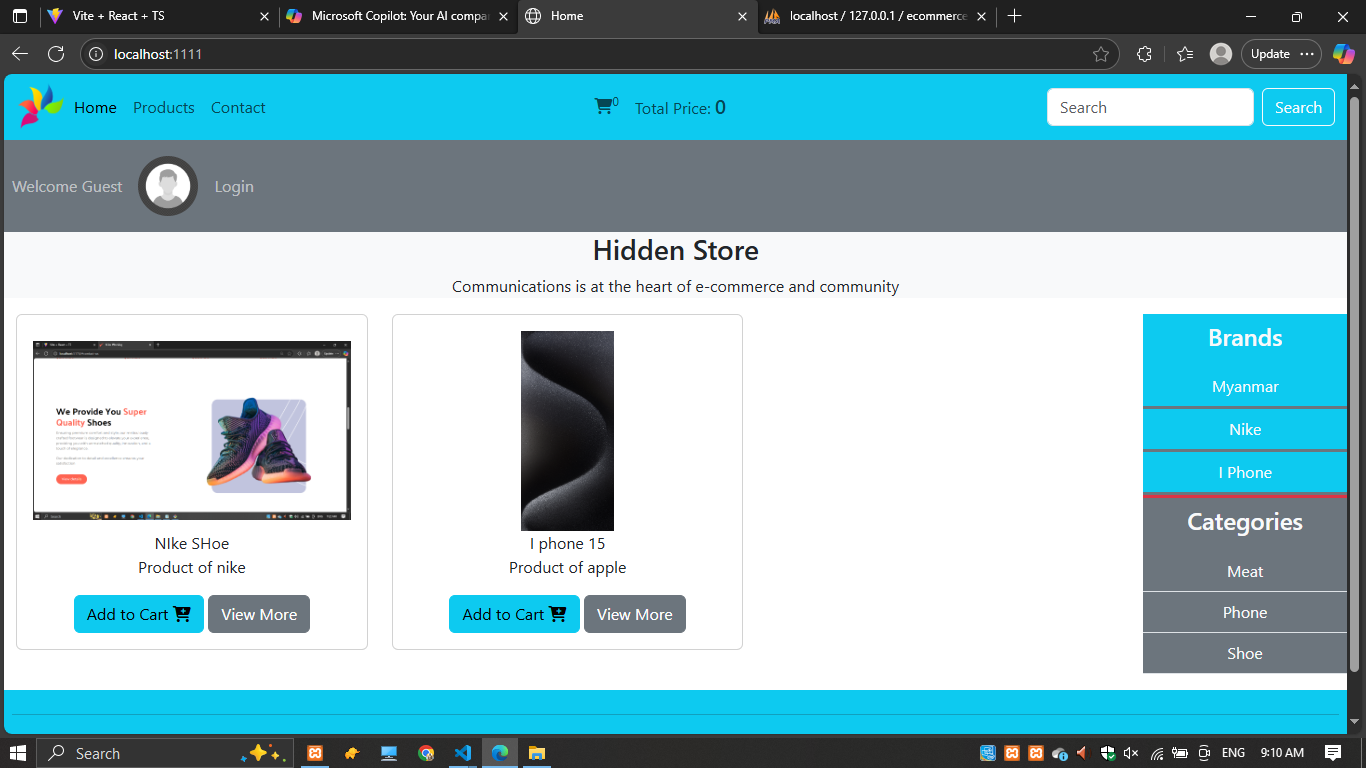 Vite + React + TS
Microsoft Copilot: Your AI compa
Home
localhost / 127.0.0.1 / ecommerce
localhost:1111
Update
Home
Products
Contact
0
Total Price: 0
Search
Search
Welcome Guest
Login
Hidden Store
Communications is at the heart of e-commerce and community
We Provide You Super
Quality Shoes
NIke SHoe
Product of nike
Add to Cart
View More
I phone 15
Product of apple
Add to Cart
View More
Brands
Myanmar
Nike
I Phone
Categories
Meat
Phone
Shoe
Search
ENG
9:10 AM